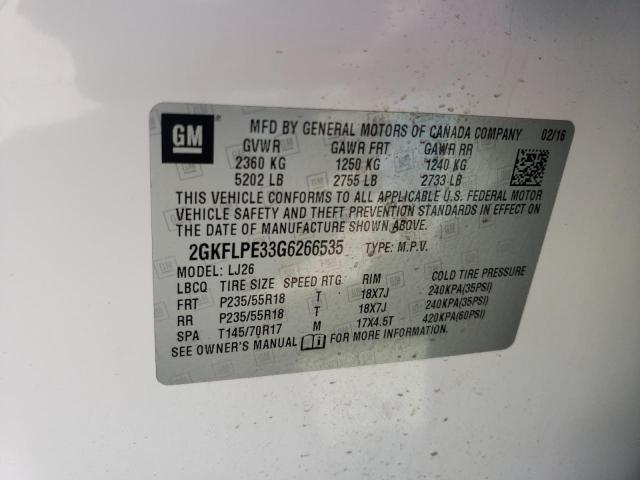 GM
MFD BY GENERAL MOTORS OF CANADA COMPANY 02/16
GVWR GAWR FRT GAWR RR
2360 KG 1250 KG 1240 KG
5202 LB 2755 LB 2733 LB
THIS VEHICLE CONFORMS TO ALL APPLICABLE U.S. FEDERAL MOTOR
VEHICLE SAFETY AND THEFT PREVENTION STANDARDS IN EFFECT ON
THE DATE OF MANUFACTURE SHOWN ABOVE.
2GKFLPE33G6266535 TYPE: M.P.V.
MODEL: LJ26
LBCQ TIRE SIZE SPEED RTG RIM COLD TIRE PRESSURE
FRT P235/55R18 T 18X7J 240KPA(35PSI)
RR P235/55R18 T 18X7J 240KPA(35PSI)
SPA T145/70R17 M 17X4.5T 420KPA(60PSI)
SEE OWNER'S MANUAL FOR MORE INFORMATION.